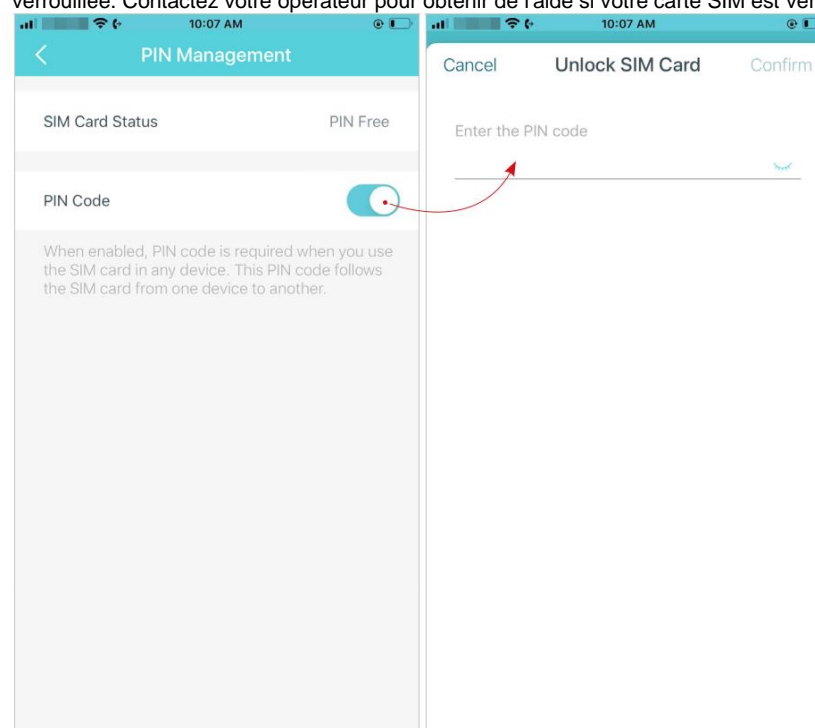 verrouillée. Contactez votre opérateur pour obtenir de l'aide si votre carte SIM est
10:07 AM
PIN Management
SIM Card Status
PIN Free
PIN Code
When enabled, PIN code is required when you use
the SIM card in any device. This PIN code follows
the SIM card from one device to another.
10:07 AM
Cancel
Unlock SIM Card
Confirm
Enter the PIN code